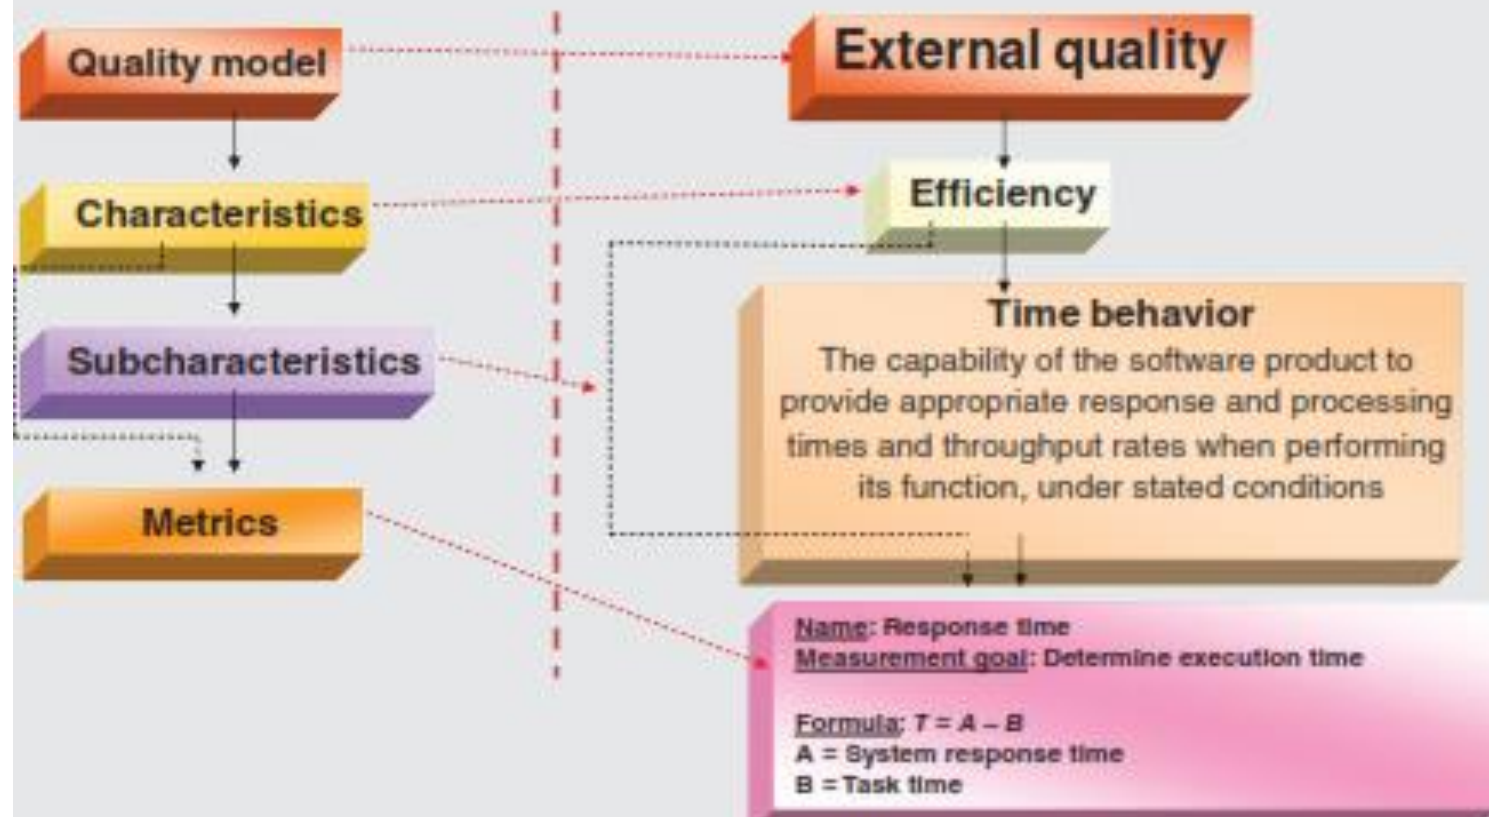 Quality model
Characteristics
Subcharacteristics
Metrics
External quality
Efficiency
Time behavior
The capability of the software product to
provide appropriate response and processing
times and throughput rates when performing
its function, under stated conditions
Name: Response time
Measurement goal: Determine execution time
Formula: T = A – B
A = System response time
B = Task time